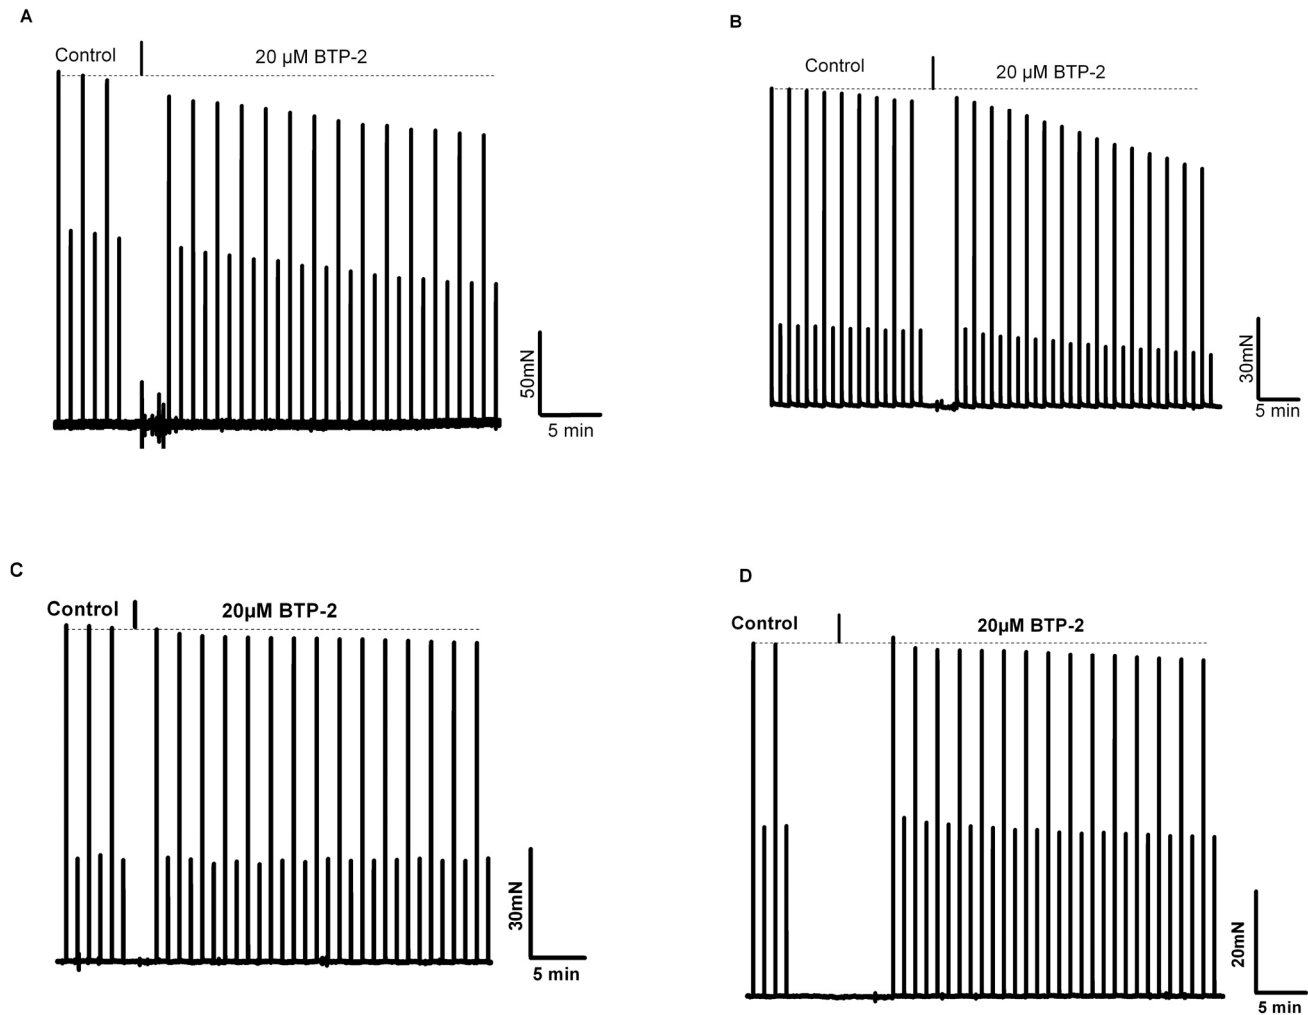 A
Control
20 µM BTP-2
50mN
5 min
B
Control
20 µM BTP-2
30mN
5 min
C
Control
20µM BTP-2
30mN
5 min
D
Control
20µM BTP-2
20mN
5 min